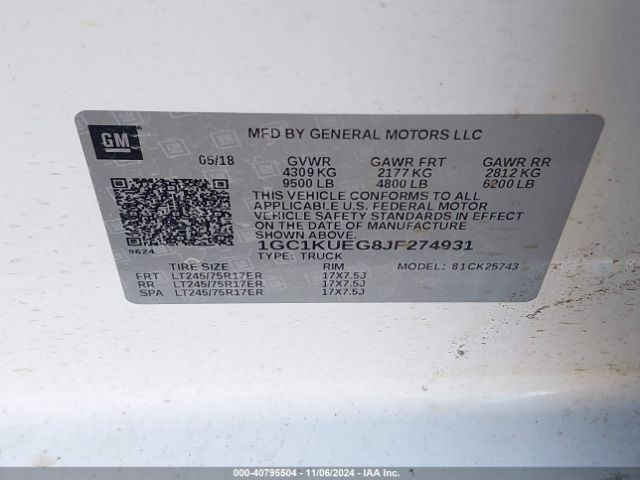 GM
MFD BY GENERAL MOTORS LLC
05/18 GVWR GAWR FRT GAWR RR
4309 KG 2177 KG 2812 KG
9500 LB 4800 LB 6200 LB
THIS VEHICLE CONFORMS TO ALL
APPLICABLE U.S. FEDERAL MOTOR
VEHICLE SAFETY STANDARDS IN EFFECT
ON THE DATE OF MANUFACTURE
SHOWN ABOVE.
8624 1GC1KUEG8JF274931
TYPE: TRUCK
TIRE SIZE RIM MODEL: 81CK25743
FRT LT245/75R17ER 17X7.5J
RR LT245/75R17ER 17X7.5J
SPA LT245/75R17ER 17X7.5J
000-40795504 - 11/06/2024 - IAA Inc.